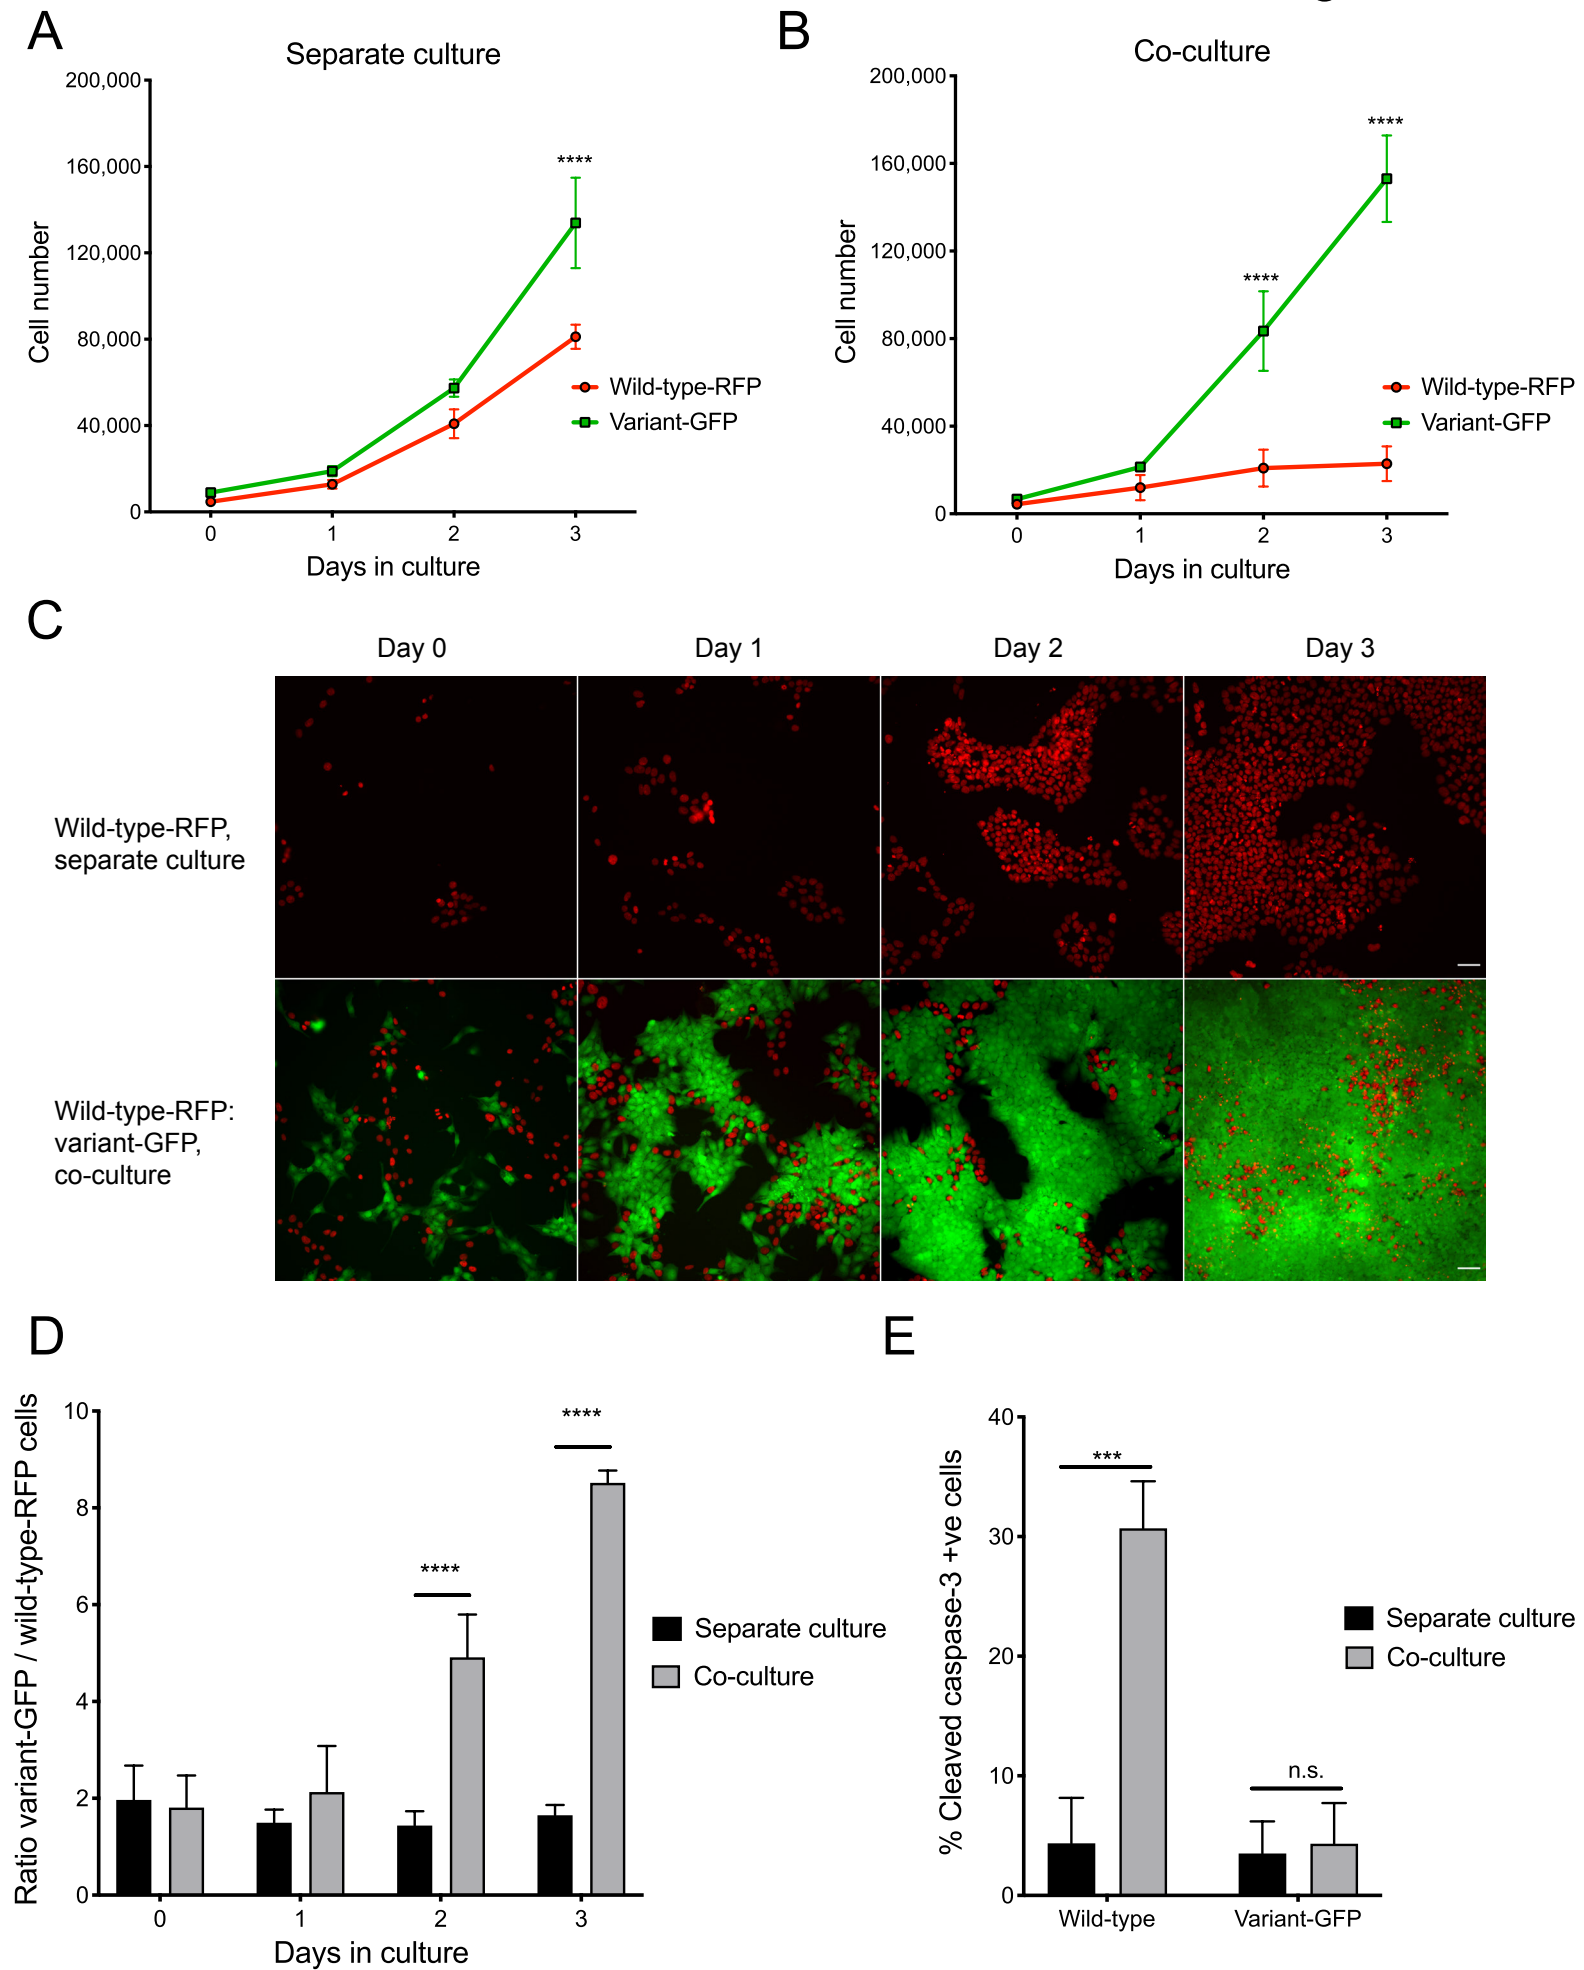 A
Separate culture
200,000
160,000
120,000
80,000
40,000
0
Cell number
****
Wild-type-RFP
Variant-GFP
0 1 2 3
Days in culture
B
Co-culture
200,000
160,000
120,000
80,000
40,000
0
Cell number
****
****
Wild-type-RFP
Variant-GFP
0 1 2 3
Days in culture
C
Day 0 Day 1 Day 2 Day 3
Wild-type-RFP,
separate culture
Wild-type-RFP:
variant-GFP,
co-culture
D
Ratio variant-GFP / wild-type-RFP cells
10
8
6
4
2
0
****
****
Separate culture
Co-culture
0 1 2 3
Days in culture
E
% Cleaved caspase-3 +ve cells
40
30
20
10
0
***
n.s.
Separate culture
Co-culture
Wild-type Variant-GFP